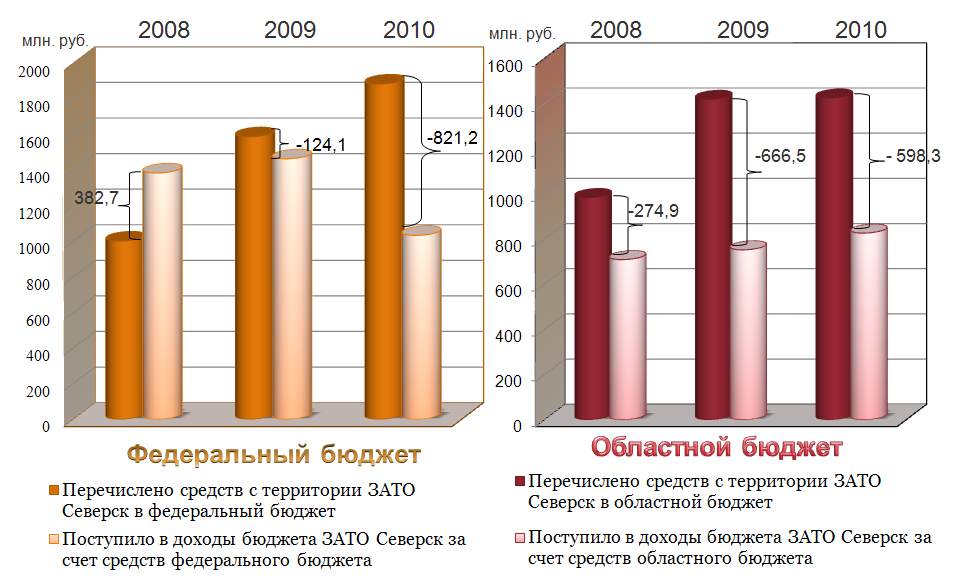 млн. руб.
2008
2009
2010
2000
1800
1600
1400
1200
1000
800
600
400
200
0
382,7
-124,1
-821,2
Федеральный бюджет
Перечислено средств с территории ЗАТО
Северск в федеральный бюджет
Поступило в доходы бюджета ЗАТО Северск за
счет средств федерального бюджета
млн. руб.
2008
2009
2010
1600
1400
1200
1000
800
600
400
200
0
-274,9
-666,5
- 598,3
Областной бюджет
Перечислено средств с территории ЗАТО
Северск в областной бюджет
Поступило в доходы бюджета ЗАТО Северск за
счет средств областного бюджета